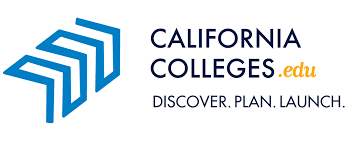 CALIFORNIA
COLLEGES.edu
DISCOVER. PLAN. LAUNCH.